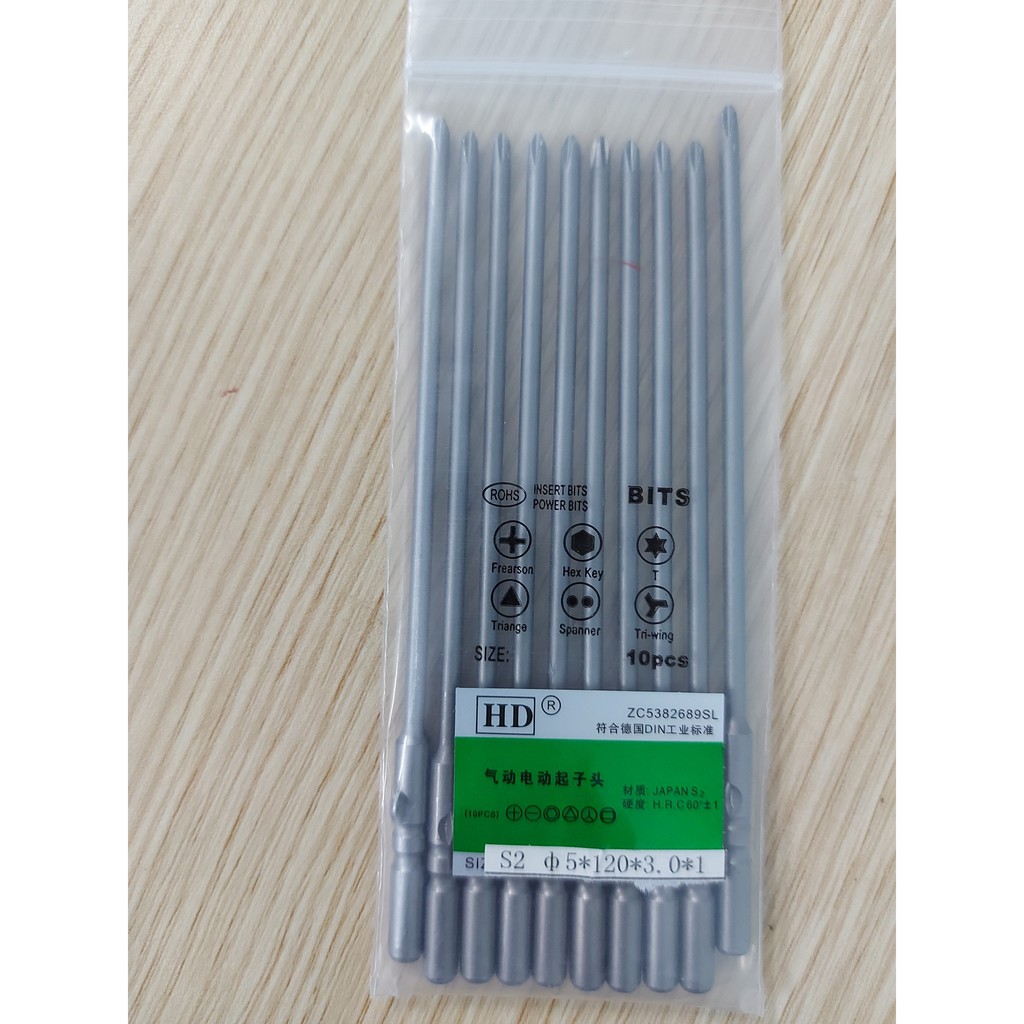 ROHS INSERT BITS
POWER BITS
BITS
Frearson Hex Key T
Triange Spanner Tri-wing
SIZE: 10pcs
HD ®
ZC5382689SL
符合德国DIN工业标准
气动电动起子头
材质: JAPAN S2
硬度: H.R.C60°±1
(10PCS)
SIZ
S2 φ5*120*3.0*1